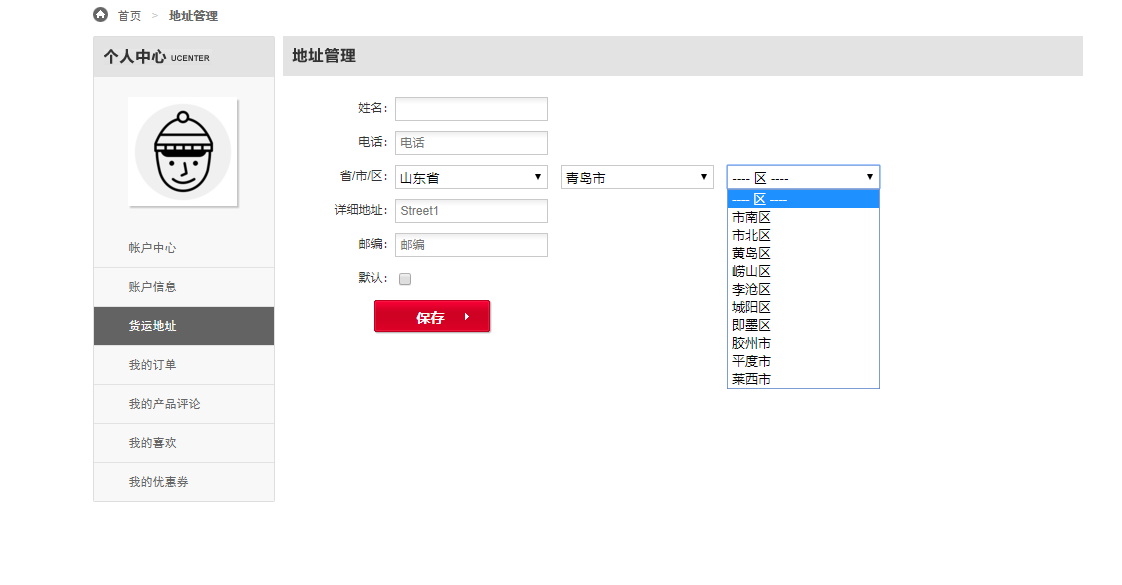 首页 > 地址管理
个人中心 UCENTER
帐户中心
账户信息
货运地址
我的订单
我的产品评论
我的喜欢
我的优惠券
地址管理
姓名:
电话: 电话
省/市/区: 山东省 青岛市 ---- 区 ----
---- 区 ----
市南区
市北区
黄岛区
崂山区
李沧区
城阳区
即墨区
胶州市
平度市
莱西市
详细地址: Street1
邮编: 邮编
默认:
保存